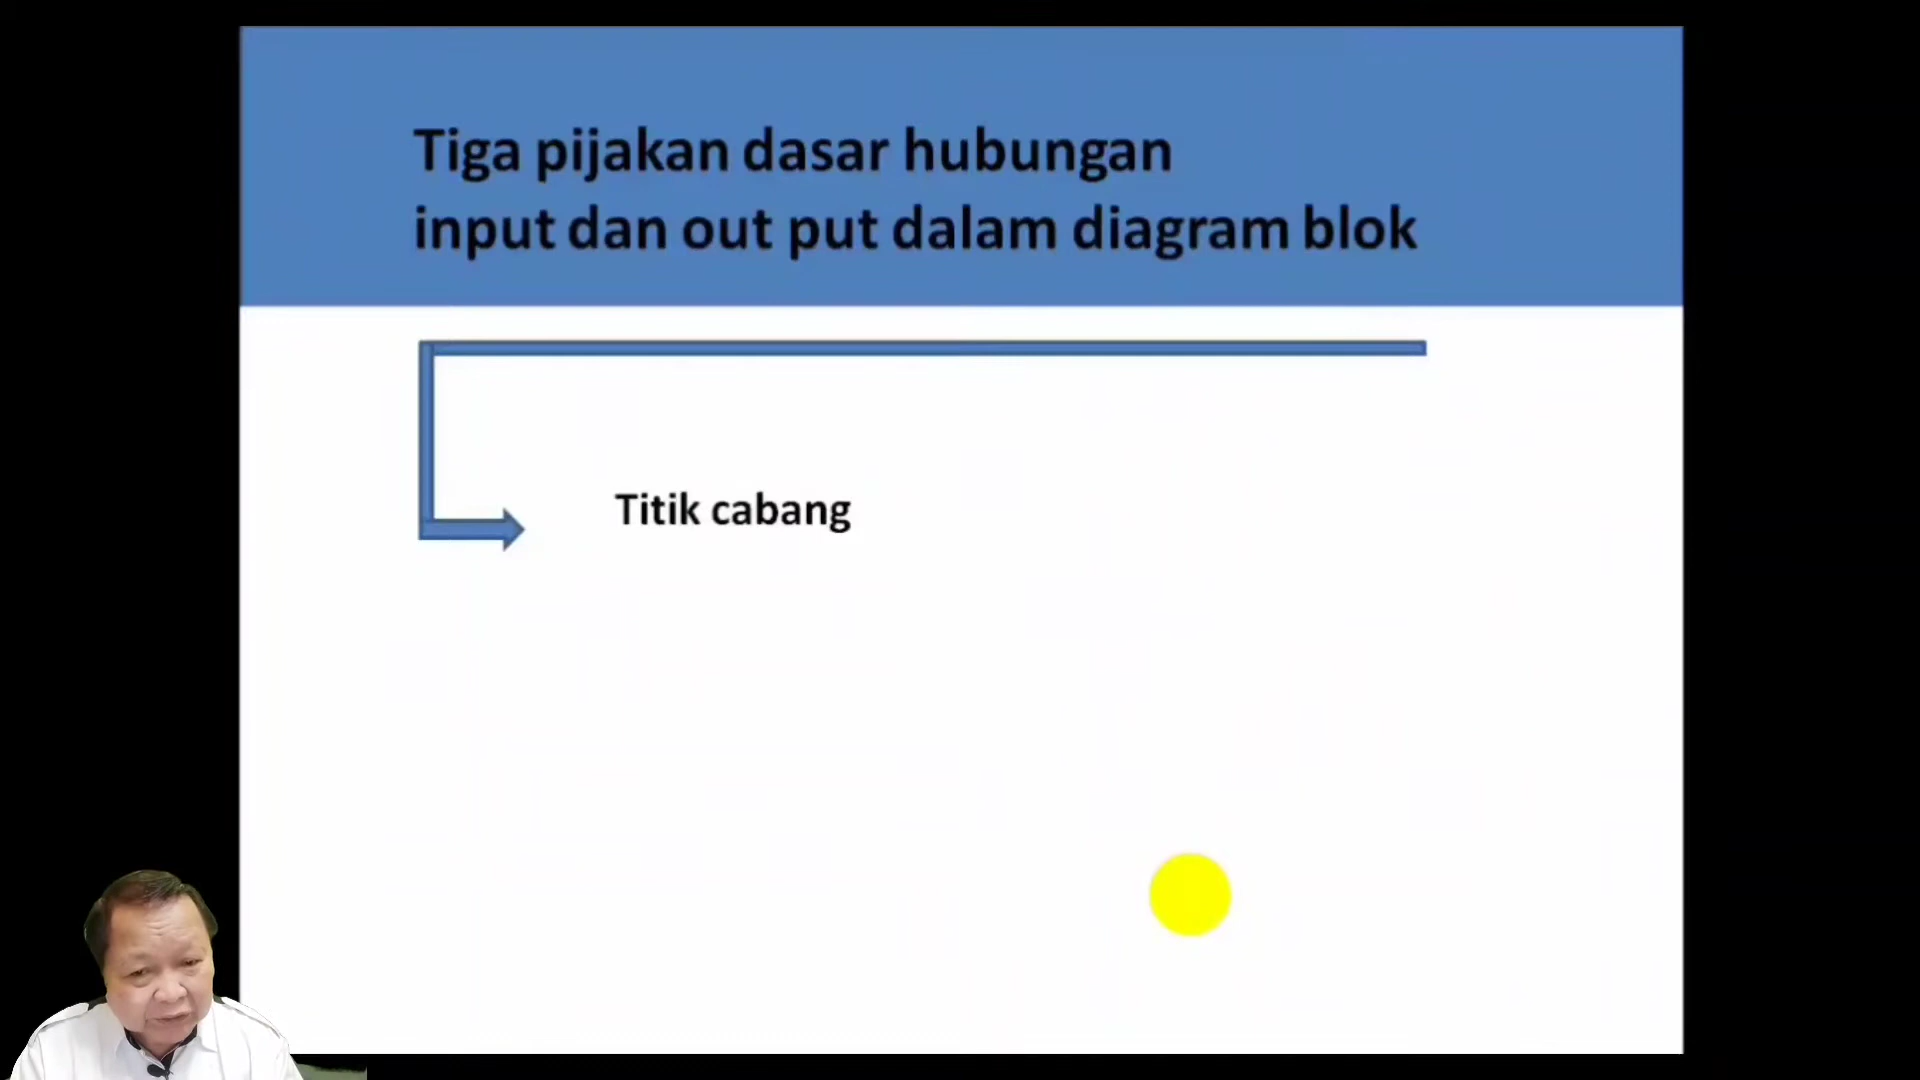 Tiga pijakan dasar hubungan
input dan out put dalam diagram blok
Titik cabang